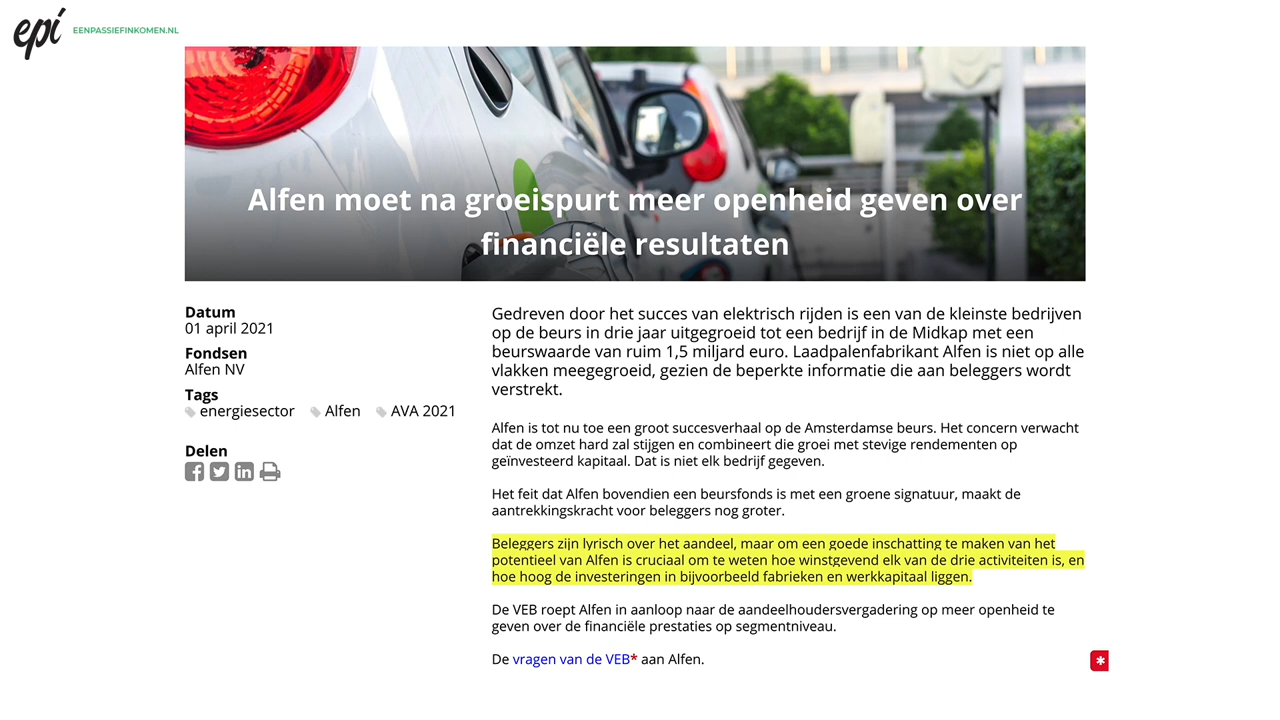 epi EENPASSIEFINKOMEN.NL
Alfen moet na groeispurt meer openheid geven over
financiële resultaten
Datum
01 april 2021
Fondsen
Alfen NV
Tags
energiesector Alfen AVA 2021
Delen
Gedreven door het succes van elektrisch rijden is een van de kleinste bedrijven
op de beurs in drie jaar uitgegroeid tot een bedrijf in de Midkap met een
beurswaarde van ruim 1,5 miljard euro. Laadpalenfabrikant Alfen is niet op alle
vlakken meegegroeid, gezien de beperkte informatie die aan beleggers wordt
verstrekt.
Alfen is tot nu toe een groot succesverhaal op de Amsterdamse beurs. Het concern verwacht
dat de omzet hard zal stijgen en combineert die groei met stevige rendementen op
geïnvesteerd kapitaal. Dat is niet elk bedrijf gegeven.
Het feit dat Alfen bovendien een beursfonds is met een groene signatuur, maakt de
aantrekkingskracht voor beleggers nog groter.
Beleggers zijn lyrisch over het aandeel, maar om een goede inschatting te maken van het
potentieel van Alfen is cruciaal om te weten hoe winstgevend elk van de drie activiteiten is, en
hoe hoog de investeringen in bijvoorbeeld fabrieken en werkkapitaal liggen.
De VEB roept Alfen in aanloop naar de aandeelhoudersvergadering op meer openheid te
geven over de financiële prestaties op segmentniveau.
De vragen van de VEB* aan Alfen.